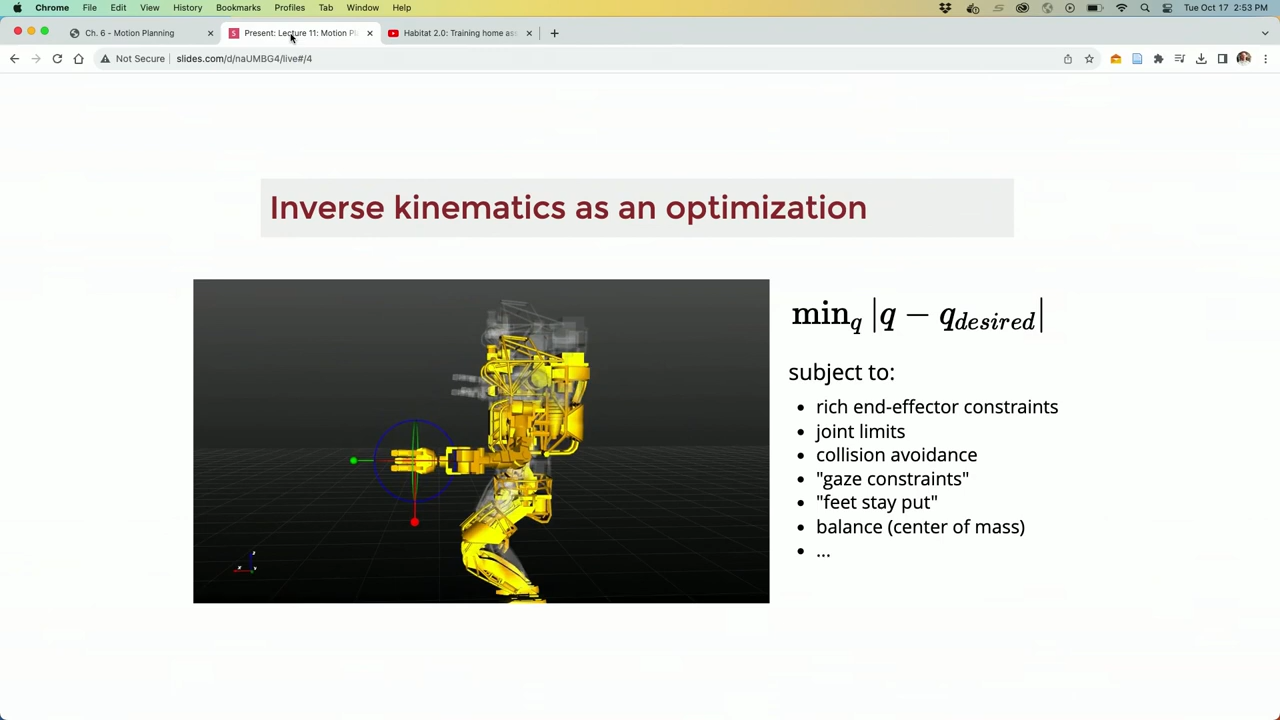 Chrome File Edit View History Bookmarks Profiles Tab Window Help Tue Oct 17 2:53 PM
Ch. 6 - Motion Planning Present: Lecture 11: Motion Pl Habitat 2.0: Training home as
Not Secure slides.com/d/naUMBG4/live#/4
Inverse kinematics as an optimization
min_q |q − q_desired|
subject to:
• rich end-effector constraints
• joint limits
• collision avoidance
• "gaze constraints"
• "feet stay put"
• balance (center of mass)
• ...